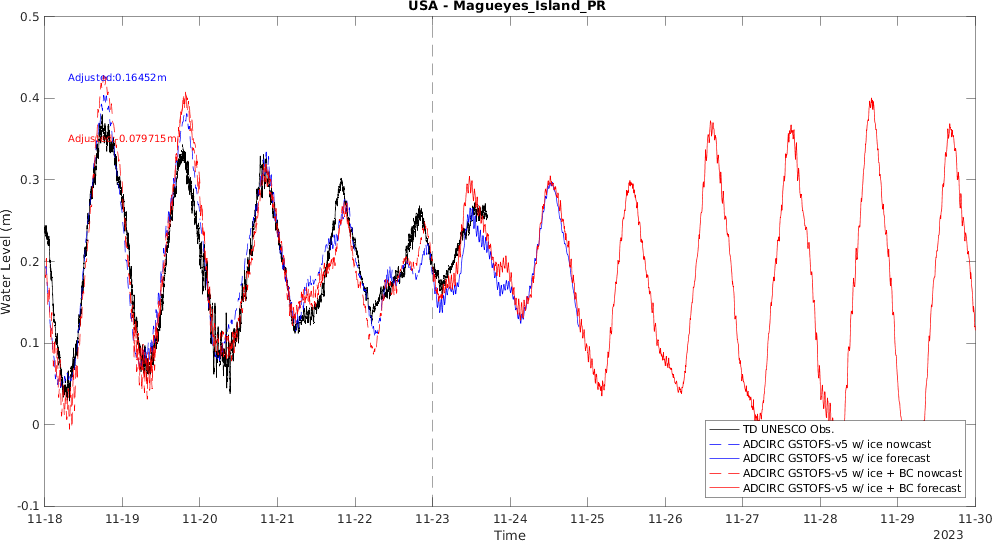 USA - Magueyes_Island_PR
0.5
Adjusted:0.16452m
0.4
Adjusted:-0.079715m
0.3
0.2
0.1
0
-0.1
Water Level (m)
TD UNESCO Obs.
ADCIRC GSTOFS-v5 w/ ice nowcast
ADCIRC GSTOFS-v5 w/ ice forecast
ADCIRC GSTOFS-v5 w/ ice + BC nowcast
ADCIRC GSTOFS-v5 w/ ice + BC forecast
11-18 11-19 11-20 11-21 11-22 11-23 11-24 11-25 11-26 11-27 11-28 11-29 11-30
Time
2023